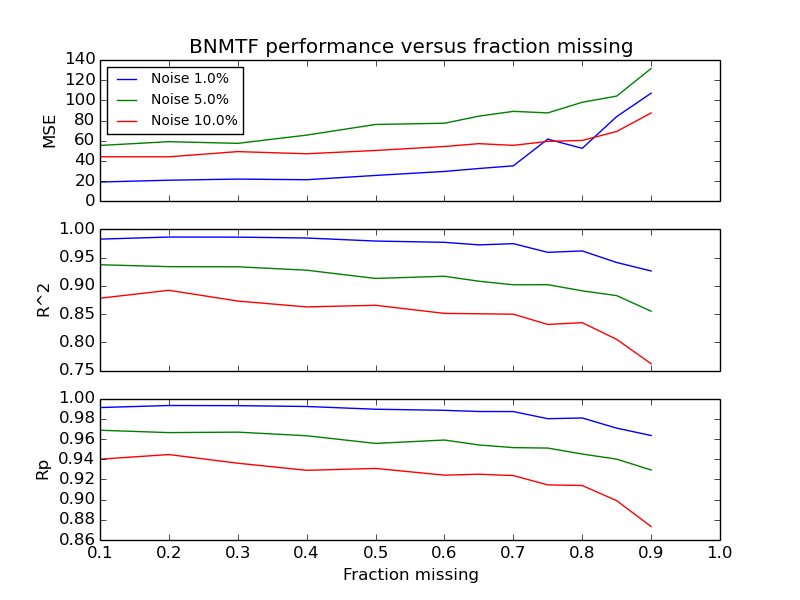 BNMTF performance versus fraction missing
140
120
100
80
60
40
20
0
MSE
Noise 1.0%
Noise 5.0%
Noise 10.0%
1.00
0.95
0.90
0.85
0.80
0.75
R^2
1.00
0.98
0.96
0.94
0.92
0.90
0.88
0.86
Rp
0.1 0.2 0.3 0.4 0.5 0.6 0.7 0.8 0.9 1.0
Fraction missing